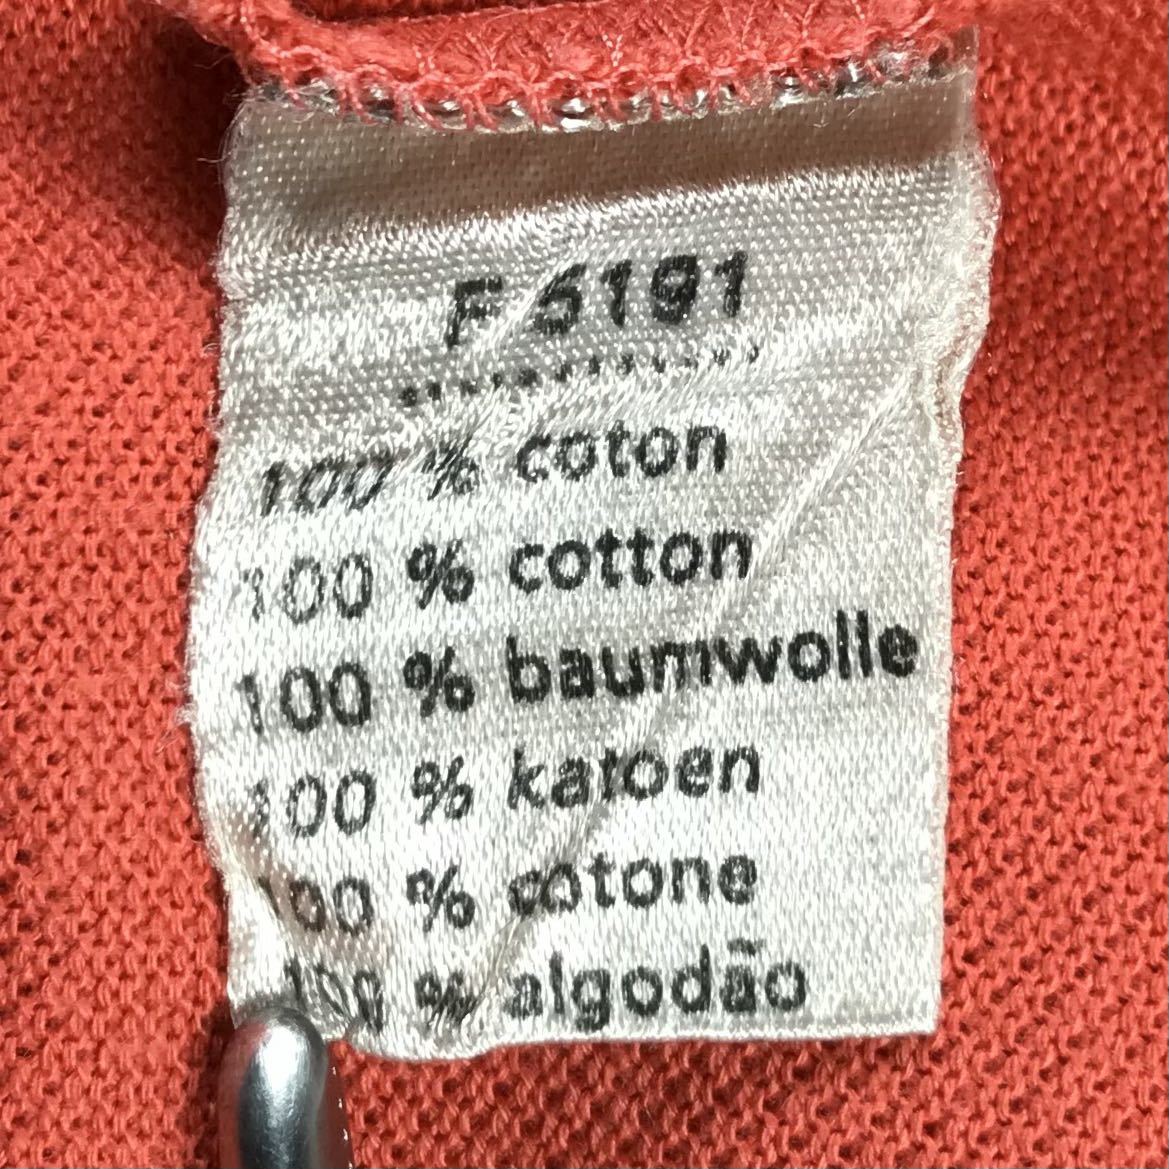 F 5191
100 % coton
100 % cotton
100 % baumwolle
100 % katoen
100 % cotone
100 % algodão